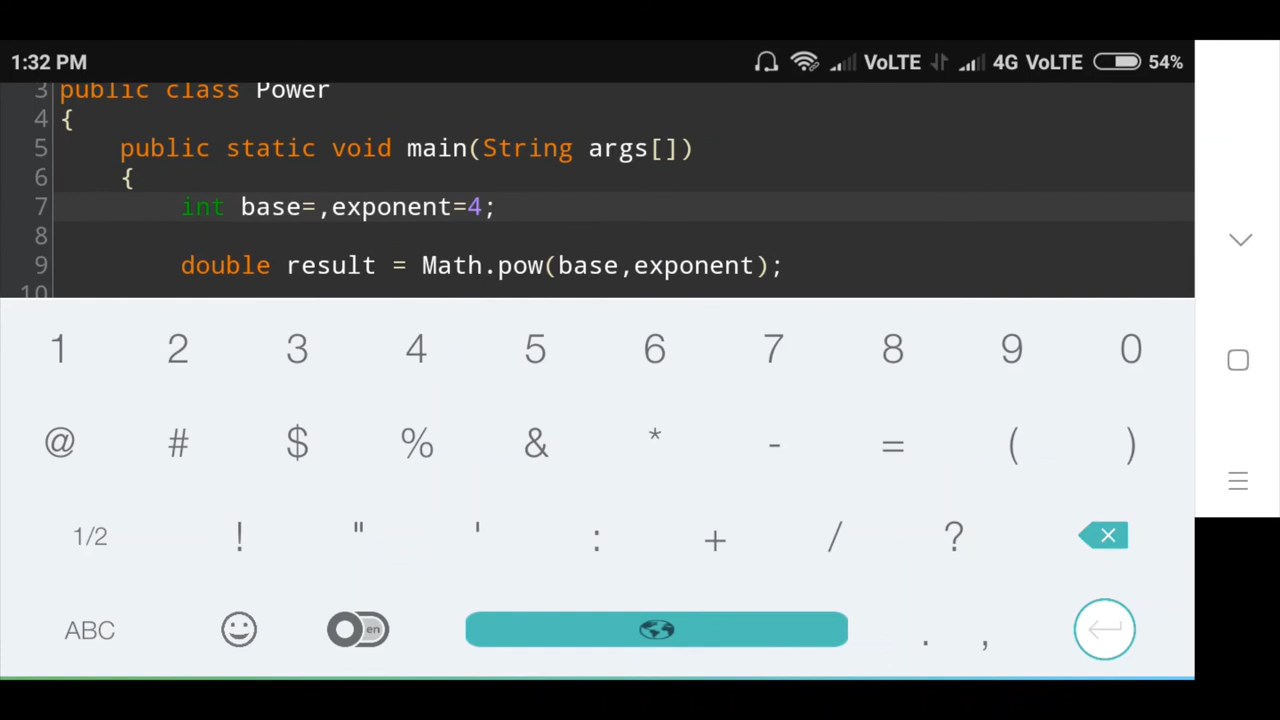 1:32 PM VoLTE 4G VoLTE 54%
3 public class Power
4 {
5 public static void main(String args[])
6 {
7 int base=,exponent=4;
8
9 double result = Math.pow(base,exponent);
10
1 2 3 4 5 6 7 8 9 0
@ # $ % & * - = ( )
1/2 ! " ' : + / ?
ABC en . ,